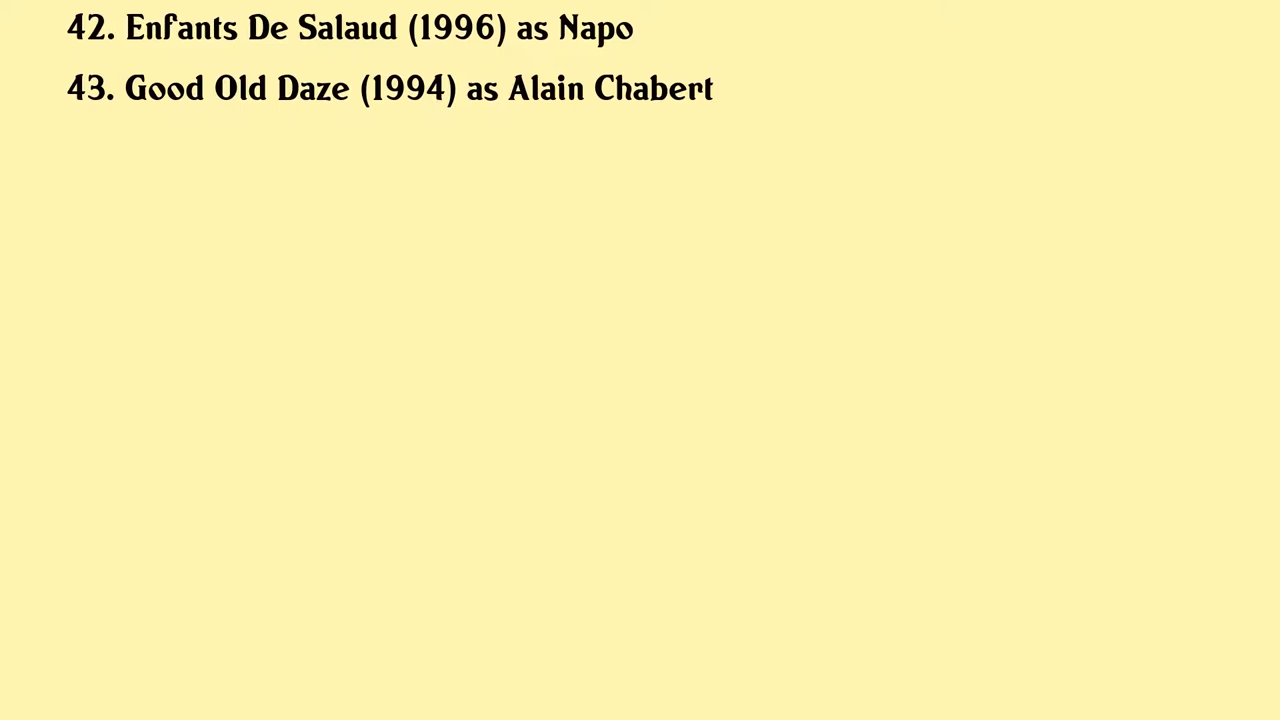 42. Enfants De Salaud (1996) as Napo
43. Good Old Daze (1994) as Alain Chabert